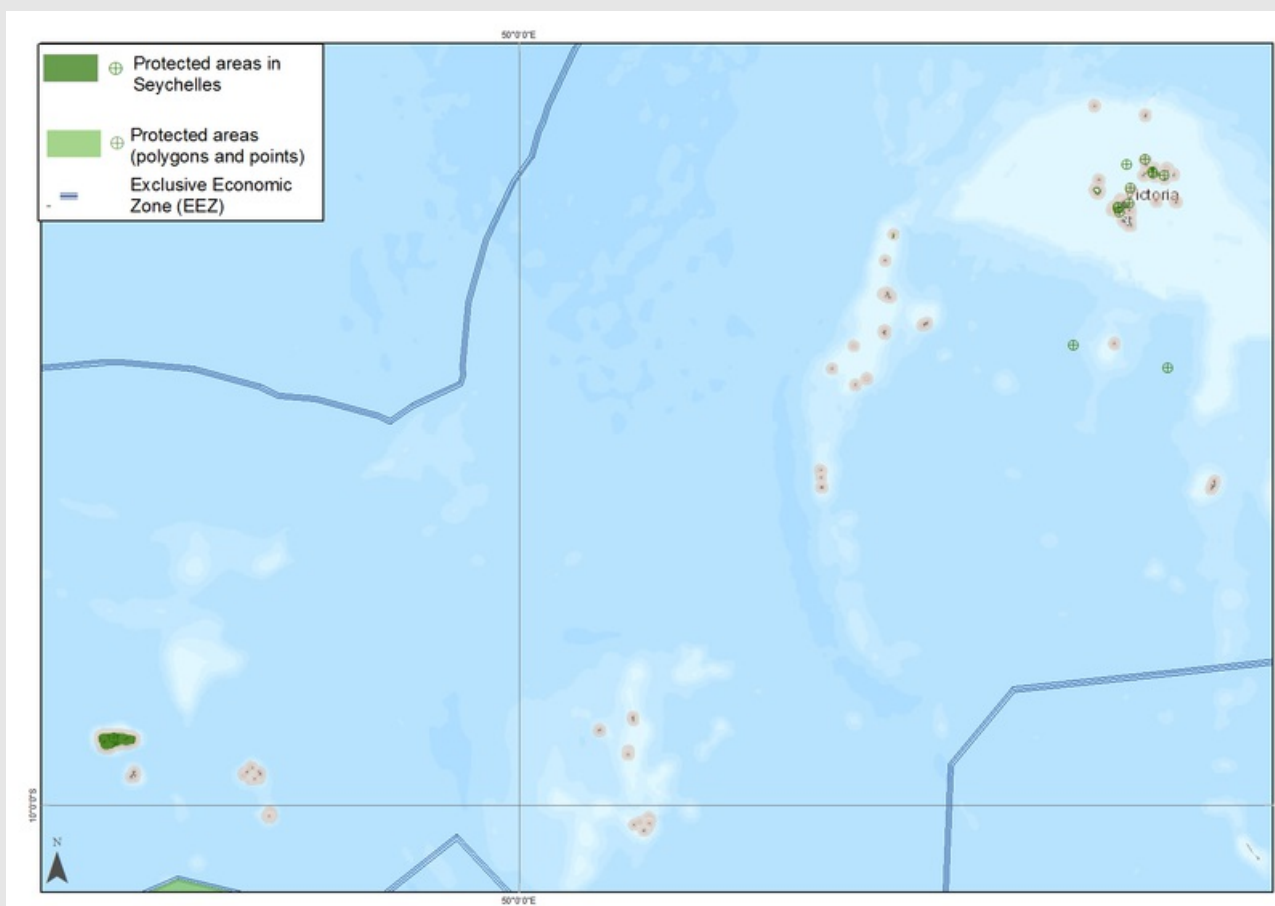 50°0'0"E
Protected areas in
Seychelles
Protected areas
(polygons and points)
Exclusive Economic
Zone (EEZ)
ictoria
10°0'0"S
N
50°0'0"E